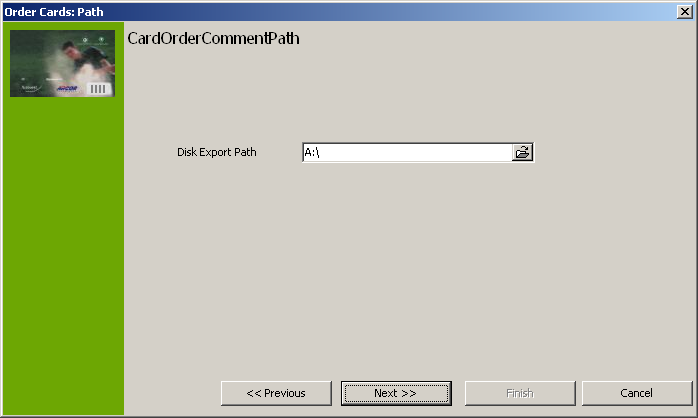 Order Cards: Path
CardOrderCommentPath
Disk Export Path
A:\
<< Previous
Next >>
Finish
Cancel